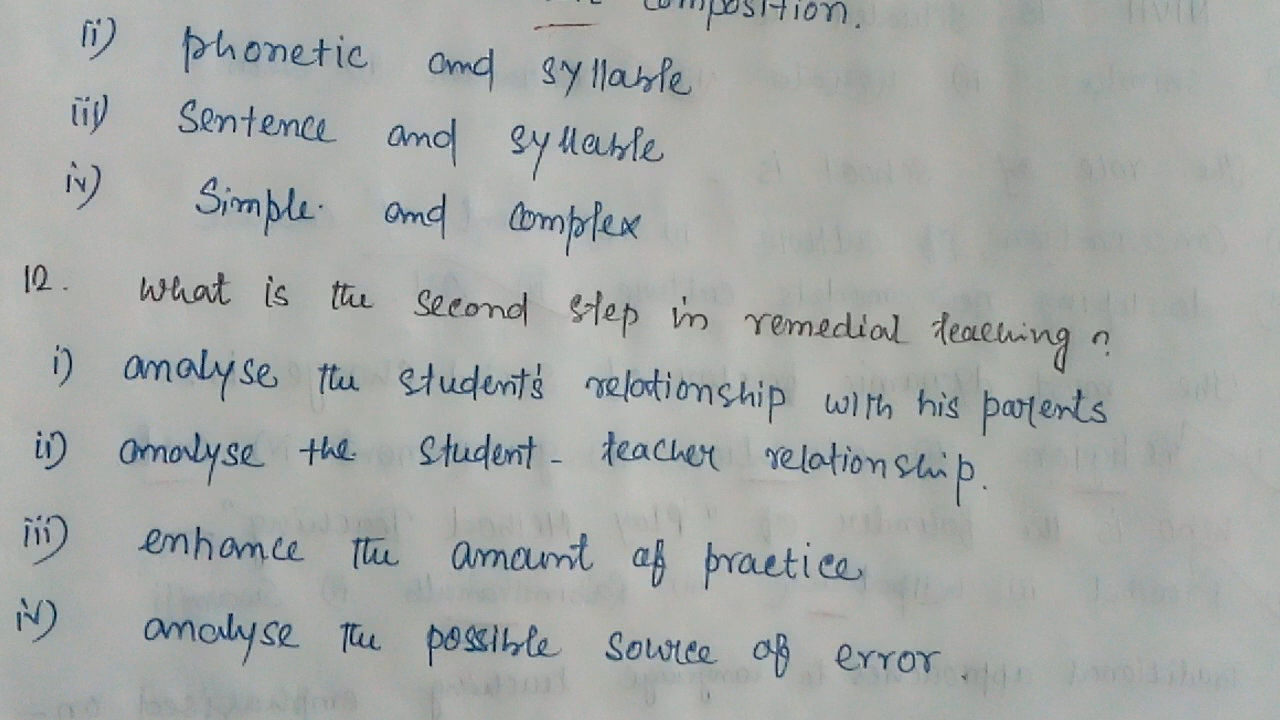 composition.
ii) phonetic and syllable
iii) Sentence and syllable
iv) Simple and complex
12. What is the second step in remedial teaching?
i) analyse the student's relationship with his parents
ii) analyse the student-teacher relationship.
iii) enhance the amount of practice
iv) analyse the possible source of error.